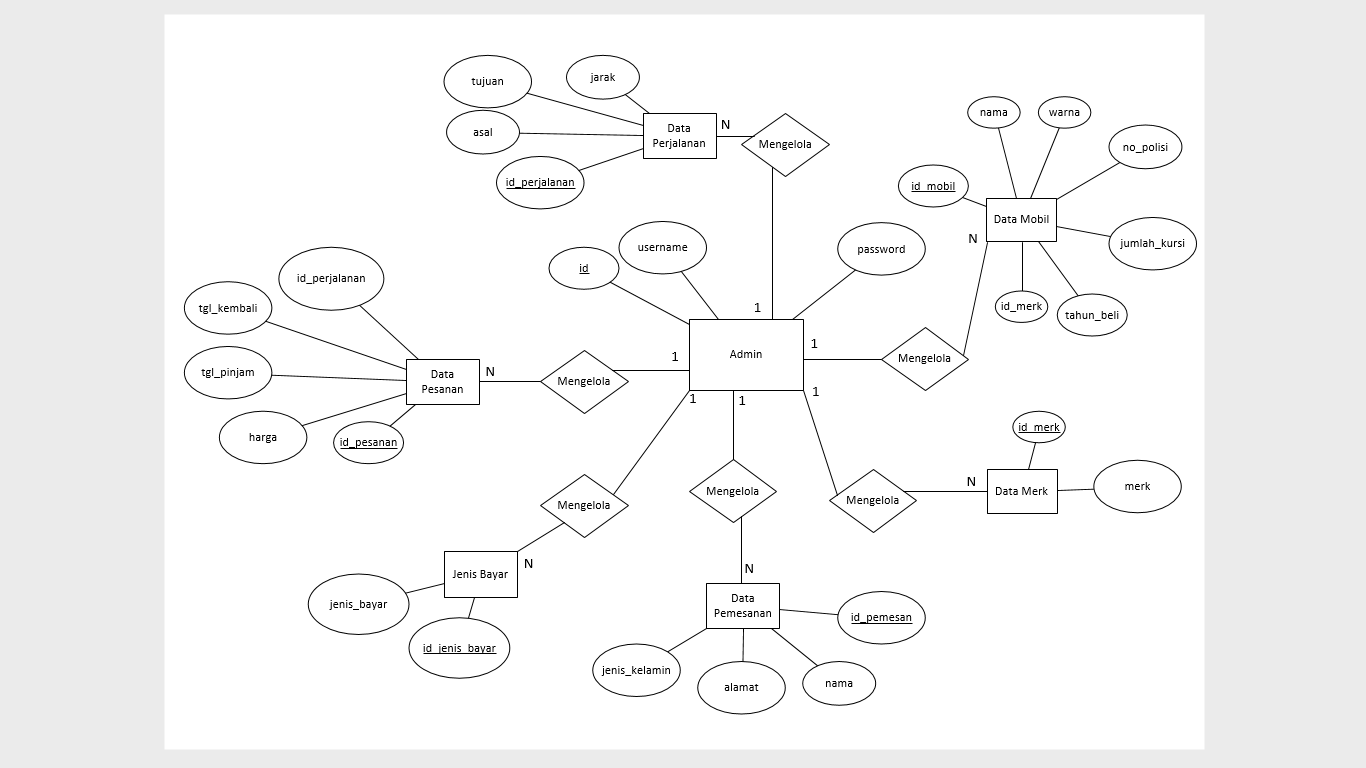 tujuan
jarak
asal
id_perjalanan
Data
Perjalanan
N
Mengelola
nama
warna
no_polisi
id_mobil
Data Mobil
N
jumlah_kursi
id_merk
tahun_beli
id
username
password
1
Admin
1
1
1
1
1
Mengelola
id_perjalanan
tgl_kembali
tgl_pinjam
harga
id_pesanan
Data
Pesanan
N
Mengelola
id_merk
merk
Data Merk
N
Mengelola
Mengelola
Mengelola
N
Jenis Bayar
jenis_bayar
id_jenis_bayar
N
Data
Pemesanan
id_pemesan
jenis_kelamin
alamat
nama